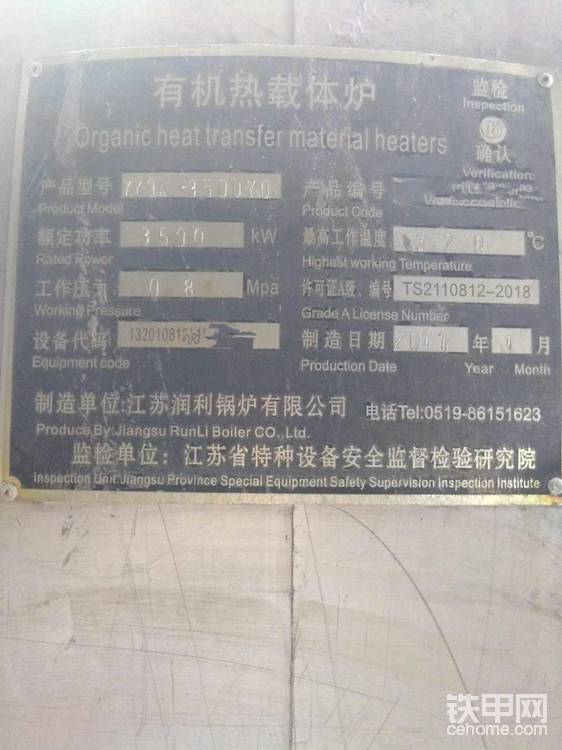 有机热载体炉
Organic heat transfer material heaters
监检
Inspection
确认
Verification:
产品型号
Product Model
产品编号
Product Code
额定功率 3500 kW
Rated Power
最高工作温度 320 °C
Highest working Temperature
工作压力 0.8 Mpa
Working Pressure
许可证A级、编号 TS2110812-2018
Grade A License Number
设备代码
Equipment code
制造日期 年 月
Production Date Year Month
制造单位:江苏润利锅炉有限公司 电话Tel:0519-86151623
Produce By:Jiangsu RunLi Boiler CO.,Ltd.
监检单位：江苏省特种设备安全监督检验研究院
Inspection Unit:Jiangsu Province Special Equipment Safety Supervision Inspection Institute
铁甲网
cehome.com